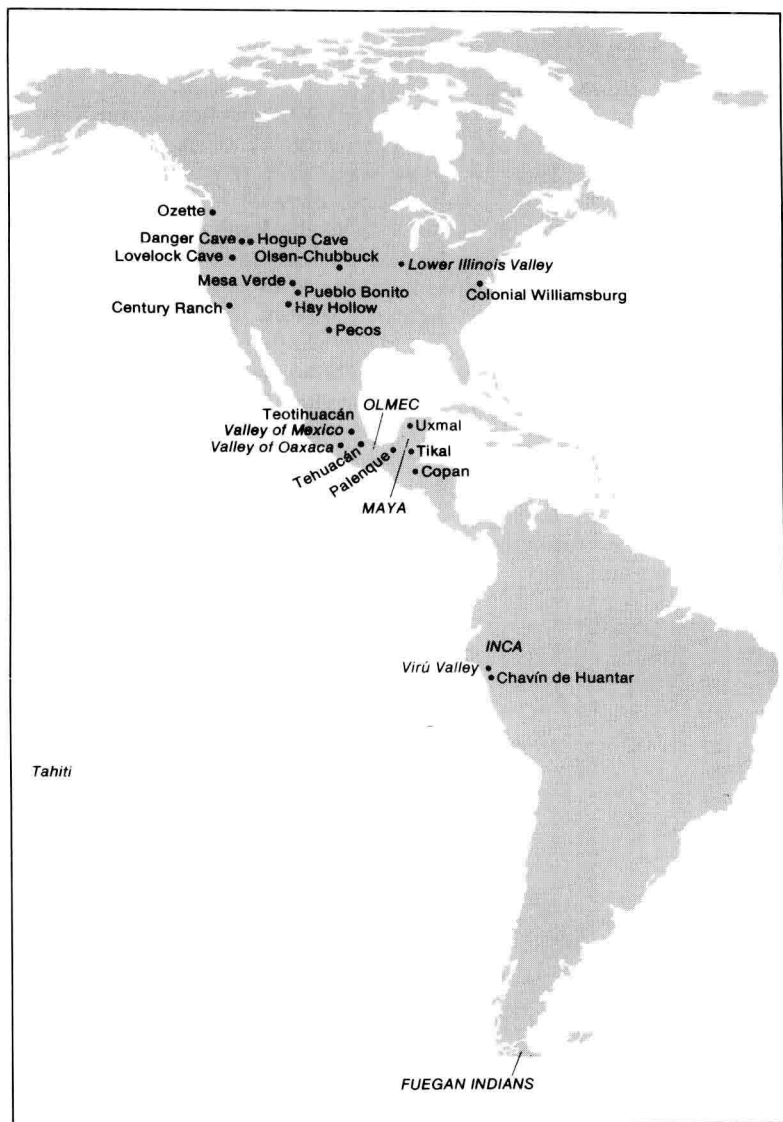 Ozette
Danger Cave
Hogup Cave
Lovelock Cave
Olsen-Chubbuck
Lower Illinois Valley
Mesa Verde
Pueblo Bonito
Colonial Williamsburg
Century Ranch
Hay Hollow
Pecos
OLMEC
Teotihuacán
Uxmal
Valley of Mexico
Valley of Oaxaca
Tehuacán
Palenque
Tikal
Copan
MAYA
INCA
Virú Valley
Chavín de Huantar
Tahiti
FUEGAN INDIANS